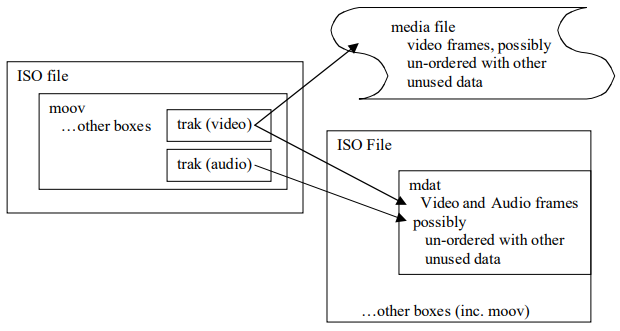 media file
video frames, possibly
un-ordered with other
unused data
ISO file
moov
…other boxes
trak (video)
trak (audio)
ISO File
mdat
Video and Audio frames
possibly
un-ordered with other
unused data
…other boxes (inc. moov)